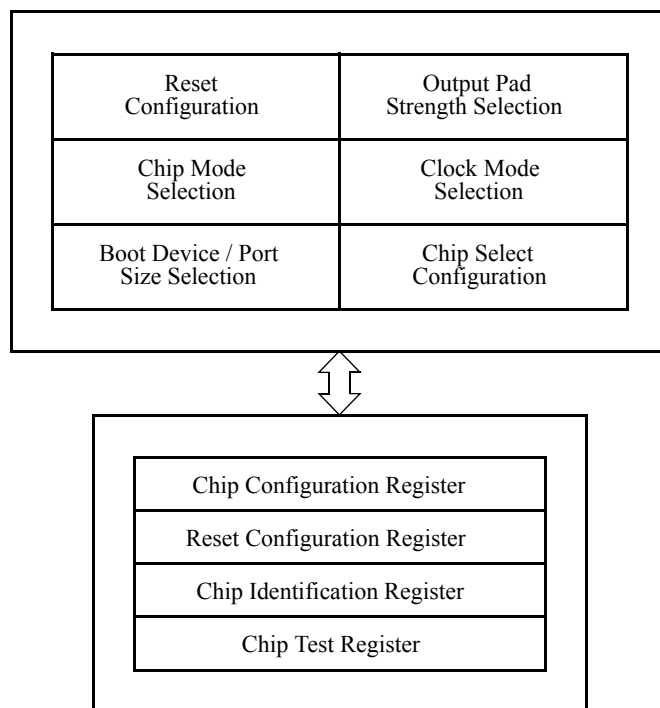 Reset
Configuration
Output Pad
Strength Selection
Chip Mode
Selection
Clock Mode
Selection
Boot Device / Port
Size Selection
Chip Select
Configuration
Chip Configuration Register
Reset Configuration Register
Chip Identification Register
Chip Test Register